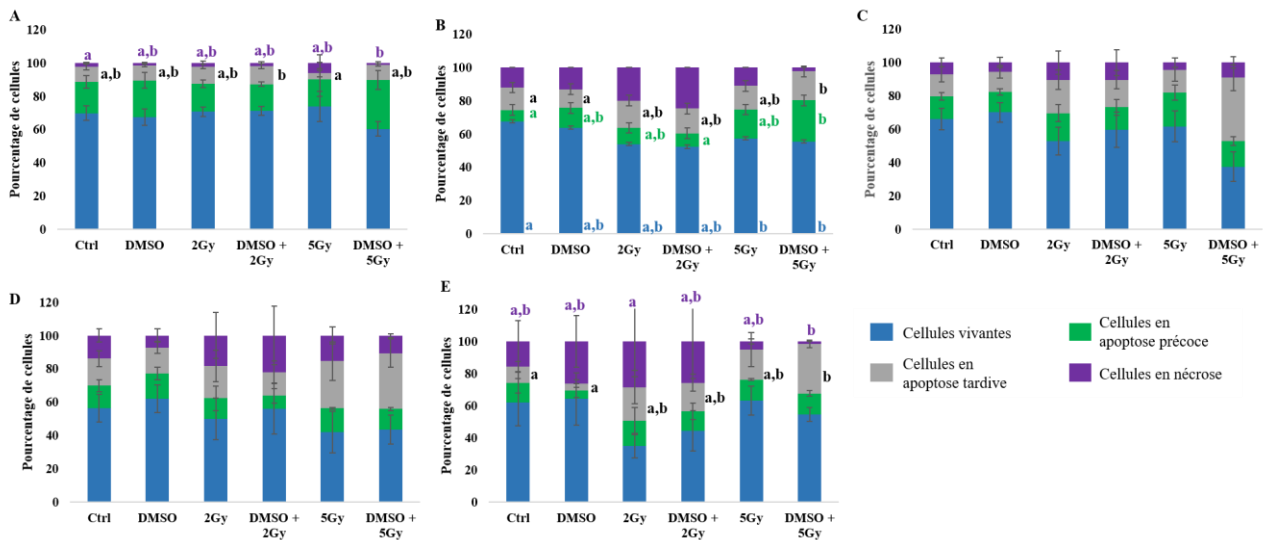 A
Pourcentage de cellules
120
100
80
60
40
20
0
a a,b a,b a,b a,b b
a,b a,b a,b b a a,b
Ctrl DMSO 2Gy DMSO + 2Gy 5Gy DMSO + 5Gy
B
Pourcentage de cellules
120
100
80
60
40
20
0
a a a,b a,b a,b b
a a,b a,b a a,b b
a a,b a,b a,b b b
Ctrl DMSO 2Gy DMSO + 2Gy 5Gy DMSO + 5Gy
C
Pourcentage de cellules
120
100
80
60
40
20
0
Ctrl DMSO 2Gy DMSO + 2Gy 5Gy DMSO + 5Gy
D
Pourcentage de cellules
120
100
80
60
40
20
0
Ctrl DMSO 2Gy DMSO + 2Gy 5Gy DMSO + 5Gy
E
Pourcentage de cellules
120
100
80
60
40
20
0
a,b a,b a a,b a,b b
a a a,b a,b a,b b
Ctrl DMSO 2Gy DMSO + 2Gy 5Gy DMSO + 5Gy
Cellules vivantes
Cellules en
apoptose précoce
Cellules en
apoptose tardive
Cellules en nécrose